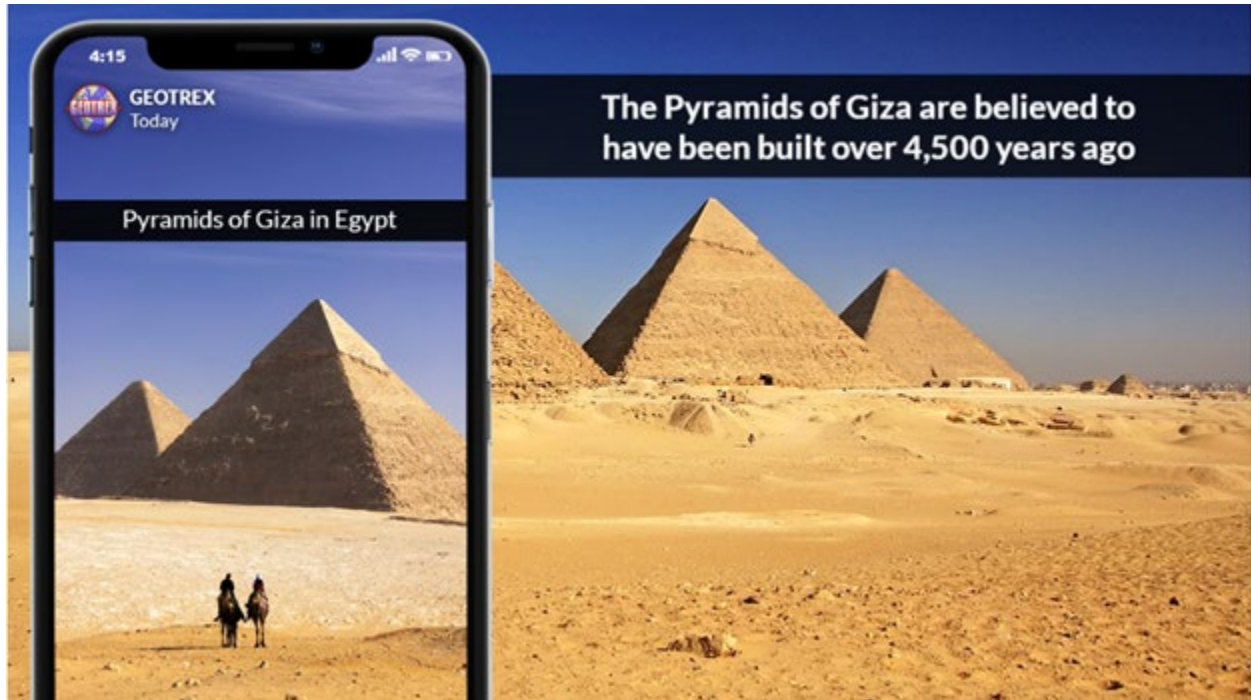 4:15
GEOTREX
GEOTREX
Today
Pyramids of Giza in Egypt
The Pyramids of Giza are believed to
have been built over 4,500 years ago